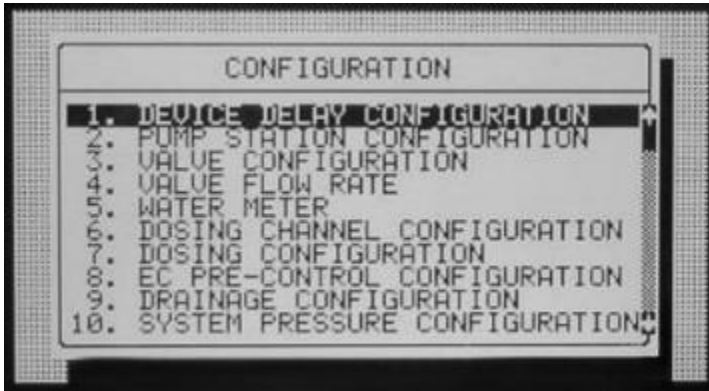 CONFIGURATION
1. DEVICE DELAY CONFIGURATION
2. PUMP STATION CONFIGURATION
3. VALVE CONFIGURATION
4. VALVE FLOW RATE
5. WATER METER
6. DOSING CHANNEL CONFIGURATION
7. DOSING CONFIGURATION
8. EC PRE-CONTROL CONFIGURATION
9. DRAINAGE CONFIGURATION
10. SYSTEM PRESSURE CONFIGURATION